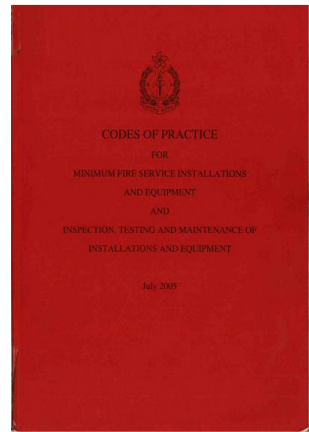 CODES OF PRACTICE
FOR
MINIMUM FIRE SERVICE INSTALLATIONS
AND EQUIPMENT
AND
INSPECTION, TESTING AND MAINTENANCE OF
INSTALLATIONS AND EQUIPMENT
July 2005